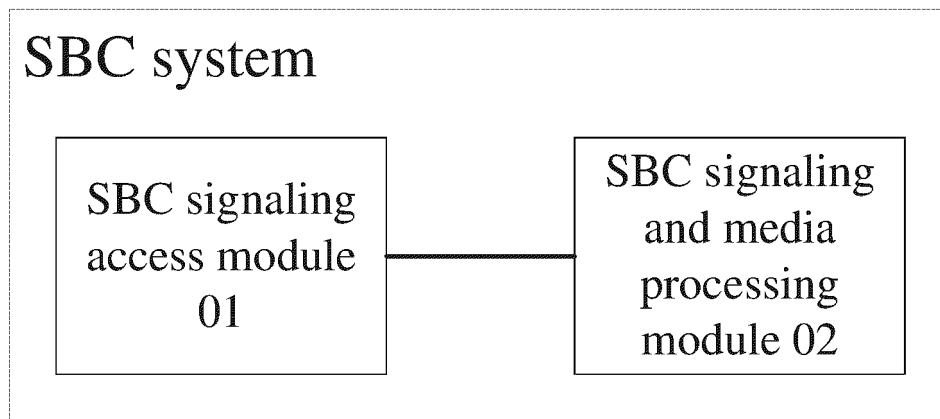 SBC system
SBC signaling
access module
01
SBC signaling
and media
processing
module 02